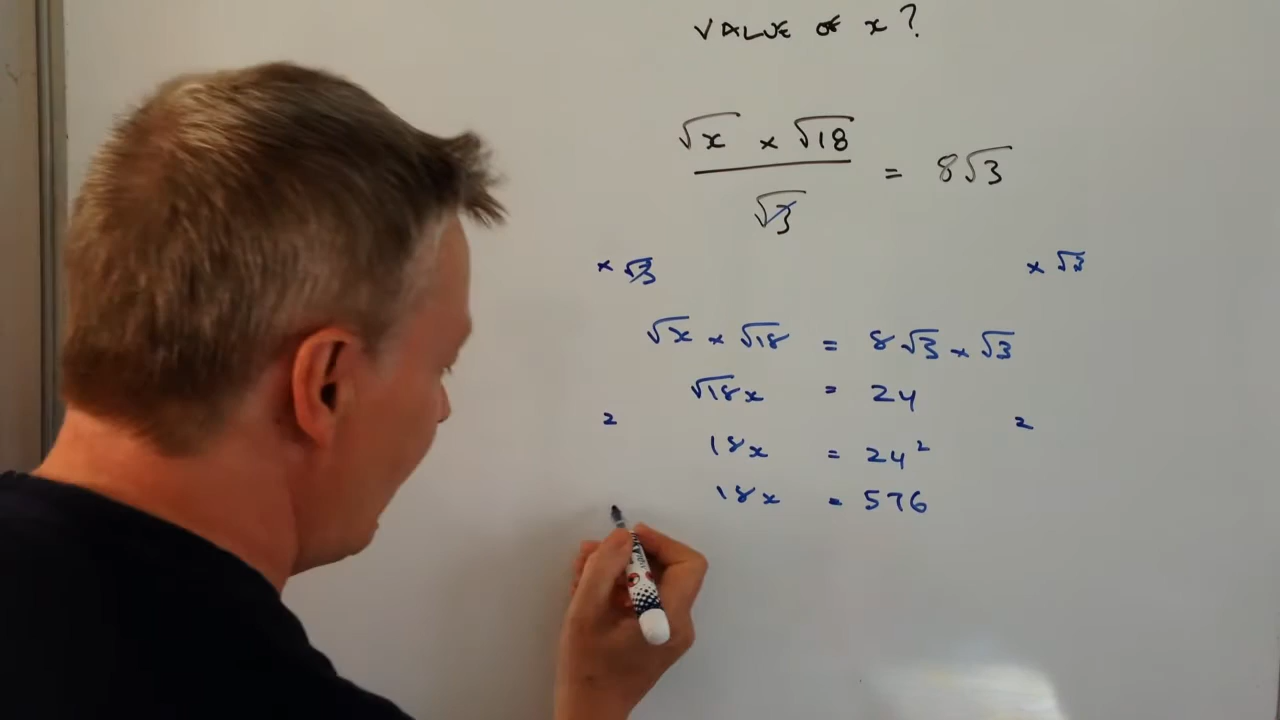 VALUE OF x?
√x × √18
√3
= 8√3
× √3 × √3
√x × √18 = 8√3 × √3
√18x = 24
2 2
18x = 24²
18x = 576